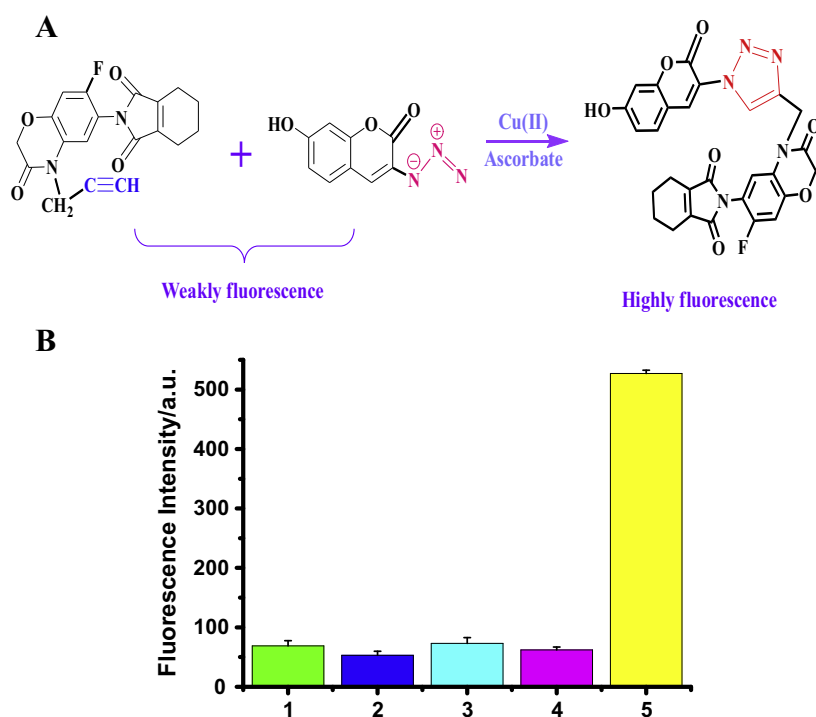 A
F
O
N
O
O
O
N
CH₂
C≡CH
+
HO
O
O
N
⊖
N
⊕
N
Cu(II)
Ascorbate
O
O
HO
N
N
N
N
O
O
O
N
O
F
Weakly fluorescence
Highly fluorescence
B
Fluorescence Intensity/a.u.
500
400
300
200
100
0
1 2 3 4 5